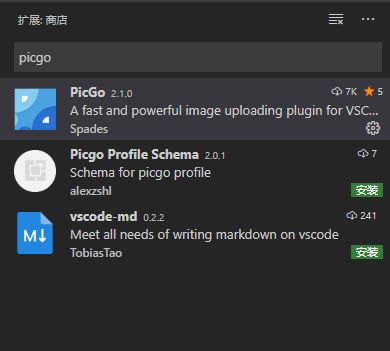 扩展: 商店
picgo
PicGo 2.1.0 7K 5
A fast and powerful image uploading plugin for VSC...
Spades
Picgo Profile Schema 2.0.1 7
Schema for picgo profile
alexzshl 安装
vscode-md 0.2.2 241
Meet all needs of writing markdown on vscode
TobiasTao 安装
M